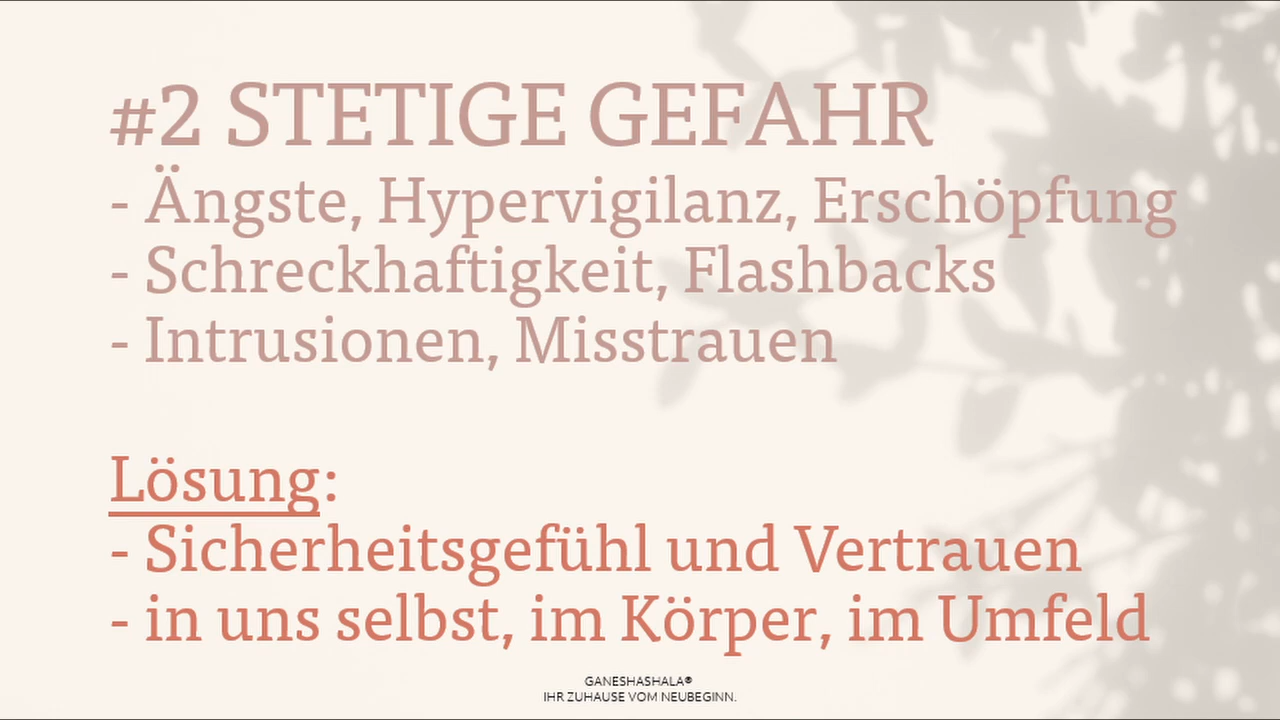 #2 STETIGE GEFAHR
- Ängste, Hypervigilanz, Erschöpfung
- Schreckhaftigkeit, Flashbacks
- Intrusionen, Misstrauen
Lösung:
- Sicherheitsgefühl und Vertrauen
- in uns selbst, im Körper, im Umfeld
GANESHASHALA®
IHR ZUHAUSE VOM NEUBEGINN.